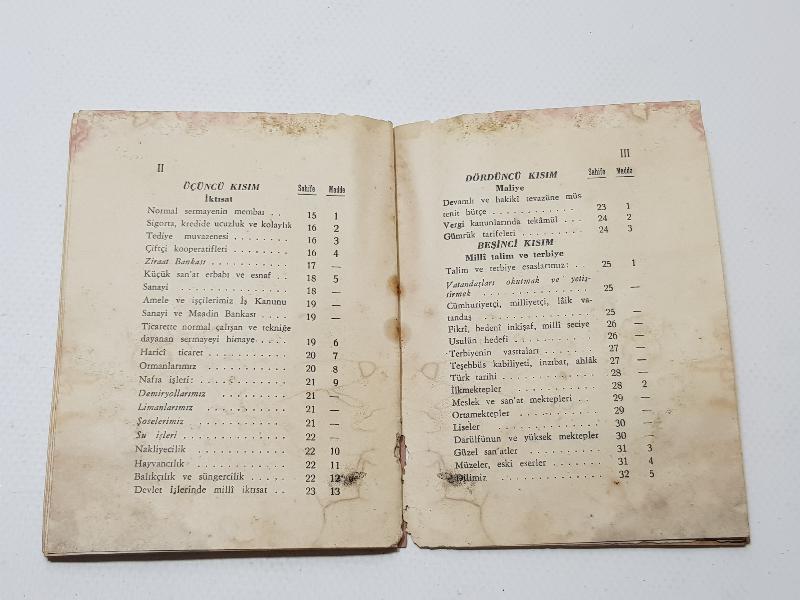 II
ÜÇÜNCÜ KISIM Sahife Madde
İktısat
Normal sermayenin membaı . . 15 1
Sigorta, kredide ucuzluk ve kolaylık 16 2
Tediye muvazenesi . . . . . . . . 16 3
Çiftçi kooperatifleri . . . . . . . 16 4
Ziraat Bankası . . . . . . . . . . 17 —
Küçük san'at erbabı ve esnaf . . 18 5
Sanayi . . . . . . . . . . . . . 18 —
Amele ve işçilerimiz İş Kanunu 19 —
Sanayi ve Maadin Bankası . . . . 19 —
Ticarette normal çalışan ve tekniğe
dayanan sermayeyi himaye . . . . 19 6
Haricî ticaret . . . . . . . . . . 20 7
Ormanlarımız . . . . . . . . . . 20 8
Nafıa işleri: . . . . . . . . . . 21 9
Demiryollarımız . . . . . . . . 21 —
Limanlarımız . . . . . . . . . . 21 —
Şoselerimiz . . . . . . . . . . . 21 —
Su işleri . . . . . . . . . . . . 22 —
Nakliyecilik . . . . . . . . . . . 22 10
Hayvancılık . . . . . . . . . . . 22 11
Balıkçılık ve süngercilik . . . . . 22 12
Devlet işlerinde millî iktısat . . 23 13
III
DÖRDÜNCÜ KISIM Sahife Madde
Maliye
Devamlı ve hakikî tevazüne müs
tenit bütçe . . . . . . . . . . . 23 1
Vergi kanunlarında tekâmül . . . 24 2
Gümrük tarifeleri . . . . . . . . 24 3
BEŞİNCİ KISIM
Millî talim ve terbiye
Talim ve terbiye esaslarımız: . . 25 1
Vatandaşları okutmak ve yetiş-
tirmek . . . . . . . . . . . . . 25 —
Cümhuriyetçi, milliyetçi, lâik va-
tandaş . . . . . . . . . . . . . 25 —
Fikrî, bedenî inkişaf, millî seciye 26 —
Usulün hedefi . . . . . . . . . . 26 —
Terbiyenin vasıtaları . . . . . . . 27 —
Teşebbüs kabiliyeti, inzıbat, ahlâk 27 —
Türk tarihi . . . . . . . . . . . 28 —
İlkmektepler . . . . . . . . . . . 28 2
Meslek ve san'at mektepleri . . 29 —
Ortamektepler . . . . . . . . . . 29 —
Liseler . . . . . . . . . . . . . 30 —
Darülfünun ve yüksek mektepler 30 —
Güzel san'atler . . . . . . . . . 31 3
Müzeler, eski eserler . . . . . . . 31 4
Dilimiz . . . . . . . . . . . . . 32 5